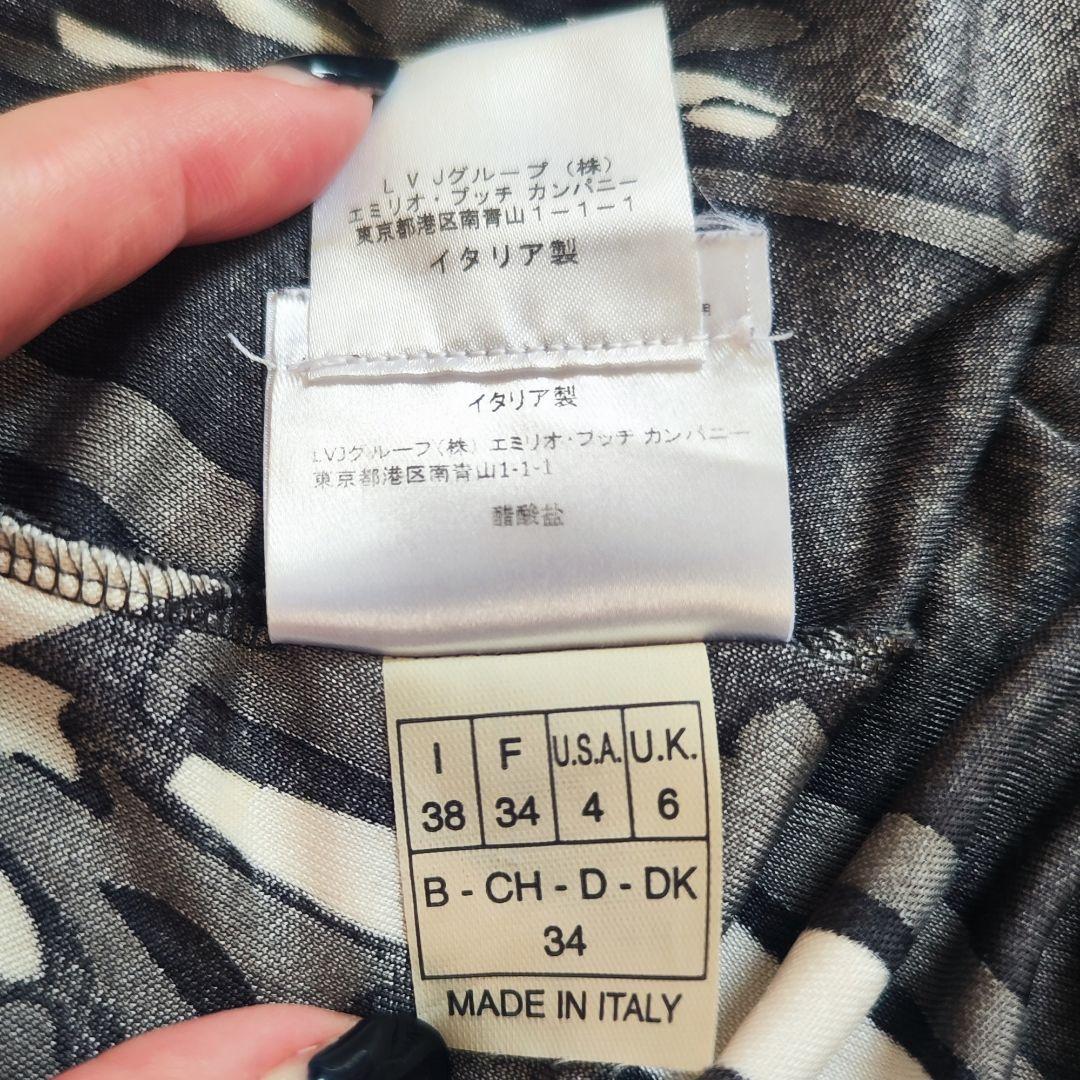 L V Jグループ (株)
エミリオ・プッチ カンパニー
東京都港区南青山1-1-1
イタリア製
イタリア製
LVJグループ(株) エミリオ・プッチ カンパニー
東京都港区南青山1-1-1
醋酸盐
I F U.S.A. U.K.
38 34 4 6
B - CH - D - DK
34
MADE IN ITALY